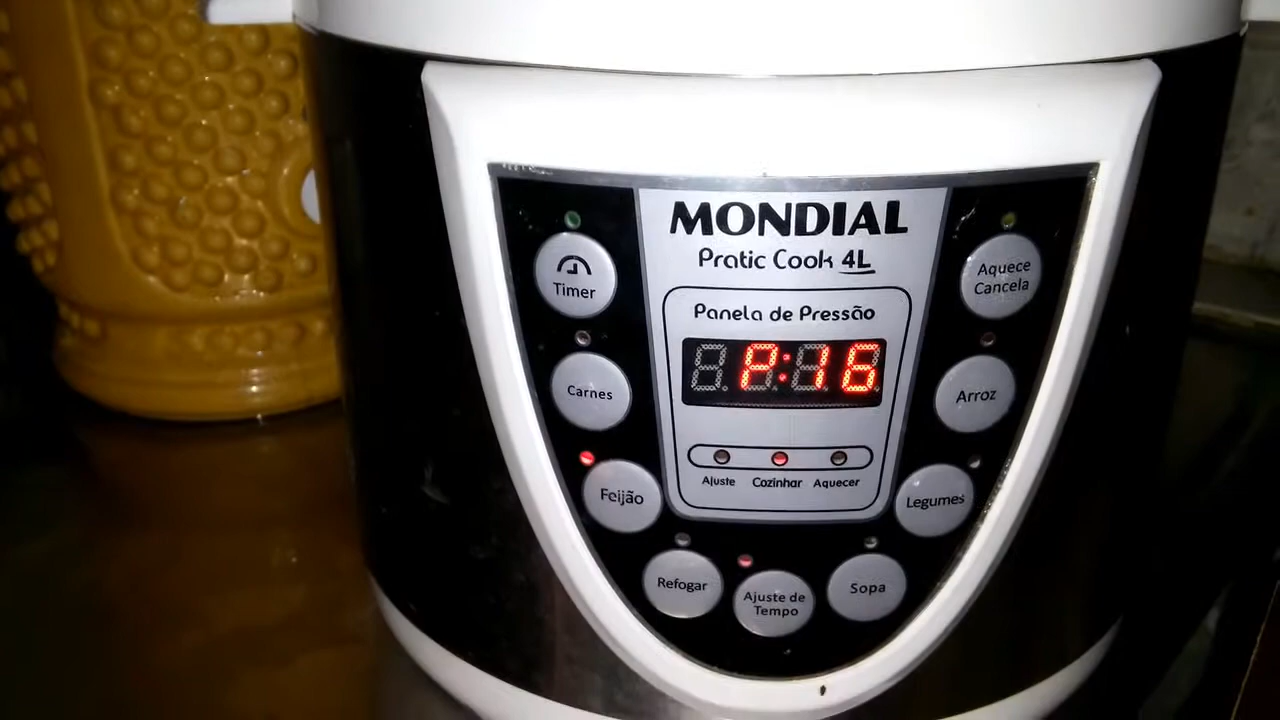 MONDIAL
Pratic Cook 4L
Panela de Pressão
P:16
Ajuste Cozinhar Aquecer
Timer
Carnes
Feijão
Refogar
Ajuste de
Tempo
Sopa
Legumes
Arroz
Aquece
Cancela